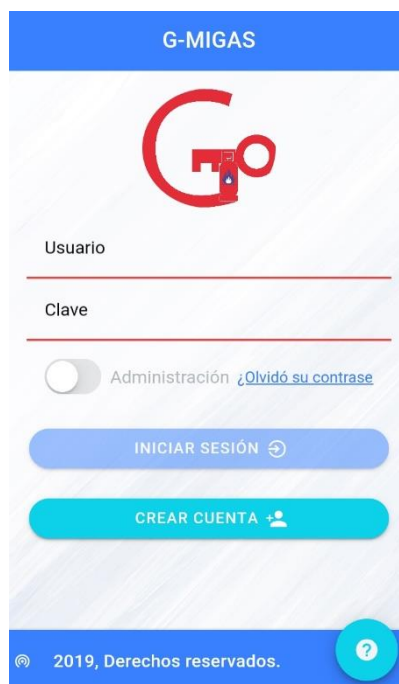 G-MIGAS
Usuario
Clave
Administración ¿Olvidó su contrase
INICIAR SESIÓN
CREAR CUENTA
2019, Derechos reservados.
?